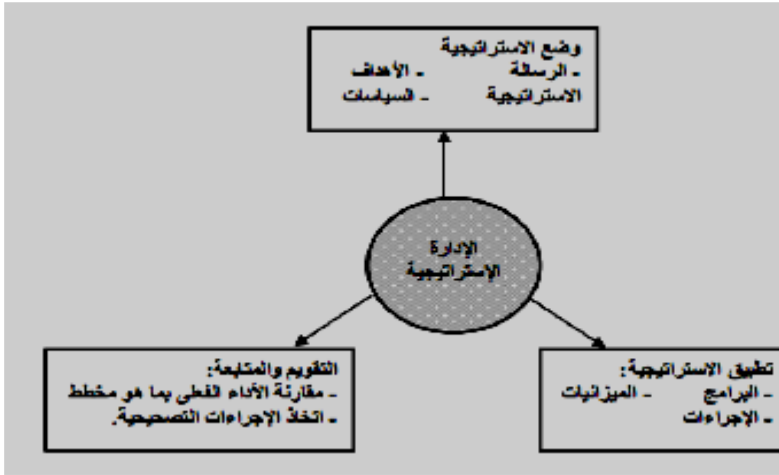 وضع الاستراتيجية
- الرسالة - الأهداف
الاستراتيجية - السياسات
الإدارة
الإستراتيجية
تطبيق الاستراتيجية:
- البرامج - الميزانيات
- الإجراءات
التقويم والمتابعة:
- مقارنة الأداء الفعلى بما هو مخطط
- اتخاذ الإجراءات التصحيحية.